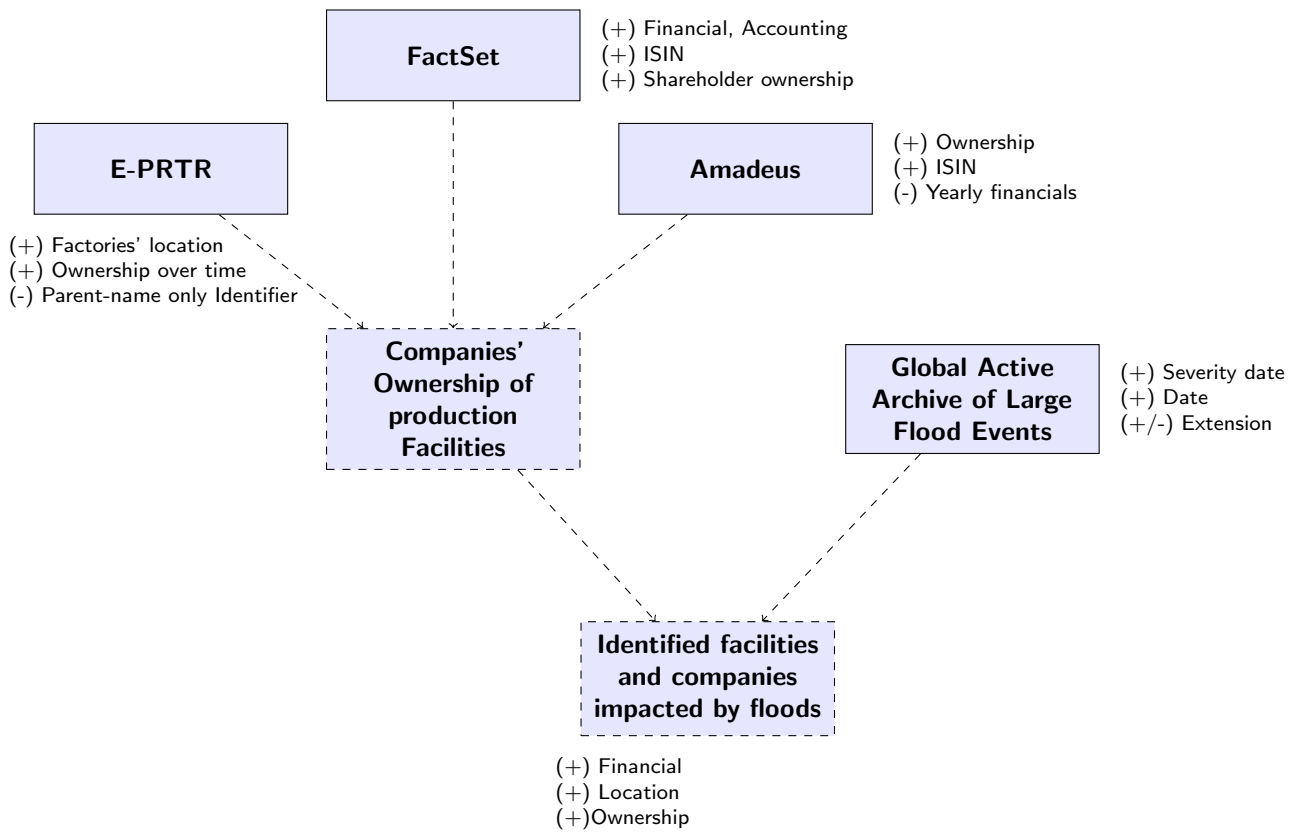 FactSet
(+) Financial, Accounting
(+) ISIN
(+) Shareholder ownership
E-PRTR
(+) Factories' location
(+) Ownership over time
(-) Parent-name only Identifier
Amadeus
(+) Ownership
(+) ISIN
(-) Yearly financials
Companies'
Ownership of
production
Facilities
Global Active
Archive of Large
Flood Events
(+) Severity date
(+) Date
(+/-) Extension
Identified facilities
and companies
impacted by floods
(+) Financial
(+) Location
(+)Ownership